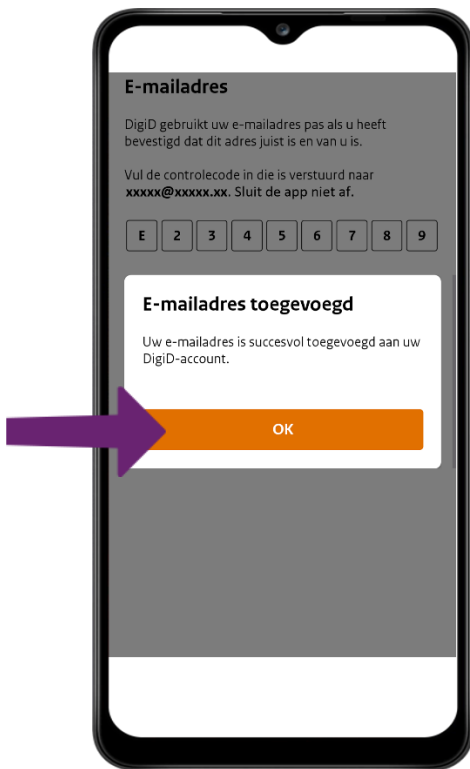 E-mailadres
DigiD gebruikt uw e-mailadres pas als u heeft
bevestigd dat dit adres juist is en van u is.
Vul de controlecode in die is verstuurd naar
xxxxx@xxxxx.xx. Sluit de app niet af.
E 2 3 4 5 6 7 8 9
E-mailadres toegevoegd
Uw e-mailadres is succesvol toegevoegd aan uw
DigiD-account.
OK